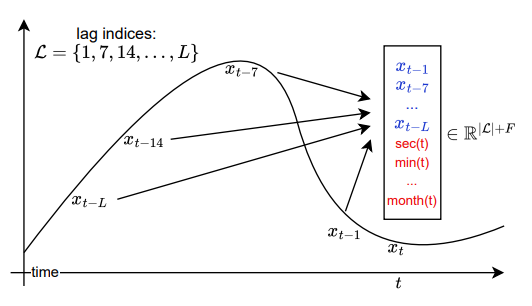 lag indices:
ℒ = {1, 7, 14, …, L}
x_{t−7}
x_{t−14}
x_{t−L}
x_{t−1}
x_t
x_{t−1}
x_{t−7}
...
x_{t−L}
sec(t)
min(t)
...
month(t)
∈ ℝ^{|ℒ|+F}
time
t